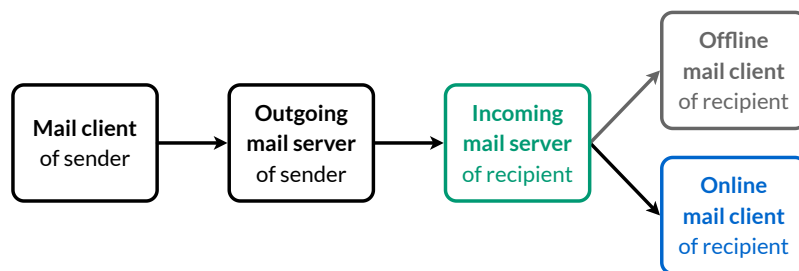 Mail client
of sender
Outgoing
mail server
of sender
Incoming
mail server
of recipient
Offline
mail client
of recipient
Online
mail client
of recipient